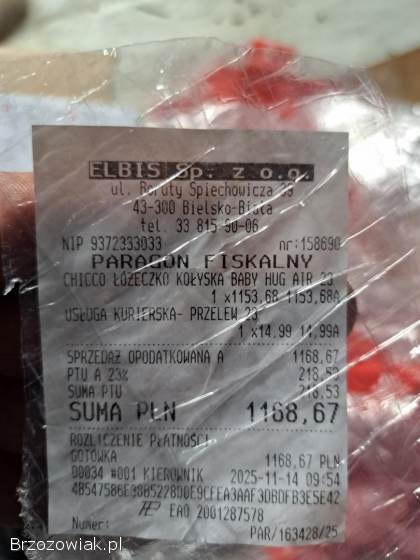 ELBIS Sp. z o.o.
ul. Boruty Spiechowicza 33
43-300 Bielsko-Biała
tel. 33 815 90-06
NIP 9372333033 nr:158690
PARAGON FISKALNY
CHICCO ŁÓŻECZKO KOŁYSKA BABY HUG AIR 23
1 x1153,68 1153,68A
USŁUGA KURIERSKA- PRZELEW 23
1 x14,99 14,99A
SPRZEDAŻ OPODATKOWANA A 1168,67
PTU A 23% 218,53
SUMA PTU 218,53
SUMA PLN 1168,67
ROZLICZENIE PŁATNOŚCI
GOTÓWKA 1168,67 PLN
00034 #001 KIEROWNIK 2025-11-14 09:54
EAO 2001287578
Numer: PAR/163428/25
Brzozowiak.pl